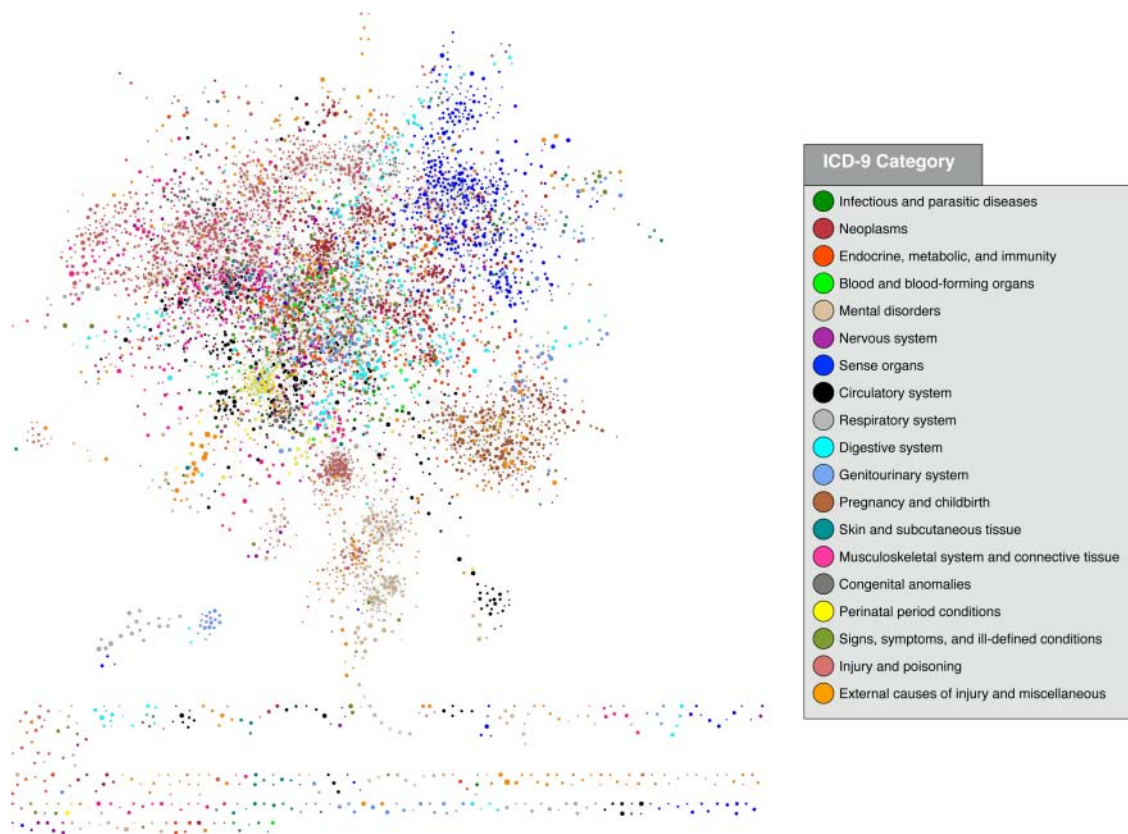 ICD-9 Category
Infectious and parasitic diseases
Neoplasms
Endocrine, metabolic, and immunity
Blood and blood-forming organs
Mental disorders
Nervous system
Sense organs
Circulatory system
Respiratory system
Digestive system
Genitourinary system
Pregnancy and childbirth
Skin and subcutaneous tissue
Musculoskeletal system and connective tissue
Congenital anomalies
Perinatal period conditions
Signs, symptoms, and ill-defined conditions
Injury and poisoning
External causes of injury and miscellaneous